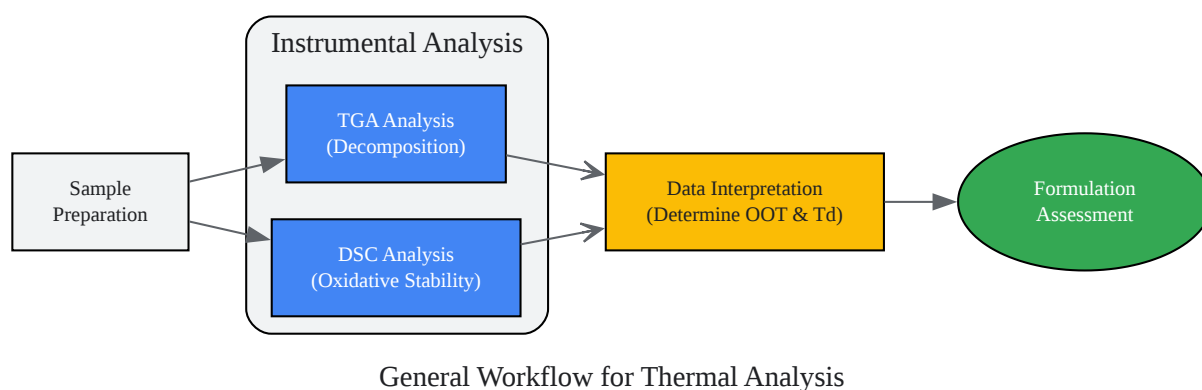 Instrumental Analysis
TGA Analysis
(Decomposition)
Sample
Preparation
Data Interpretation
(Determine OOT & Td)
Formulation
Assessment
DSC Analysis
(Oxidative Stability)
General Workflow for Thermal Analysis